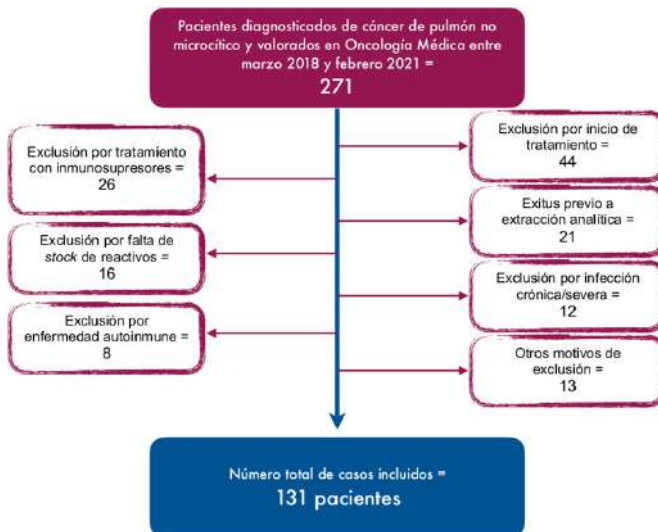 Pacientes diagnosticados de cáncer de pulmón no
microcítico y valorados en Oncología Médica entre
marzo 2018 y febrero 2021 =
271
Exclusión por tratamiento
con inmunosupresores =
26
Exclusión por falta de
stock de reactivos =
16
Exclusión por
enfermedad autoinmune =
8
Exclusión por inicio de
tratamiento =
44
Exitus previo a
extracción analítica =
21
Exclusión por infección
crónica/severa =
12
Otros motivos de
exclusión =
13
Número total de casos incluidos =
131 pacientes